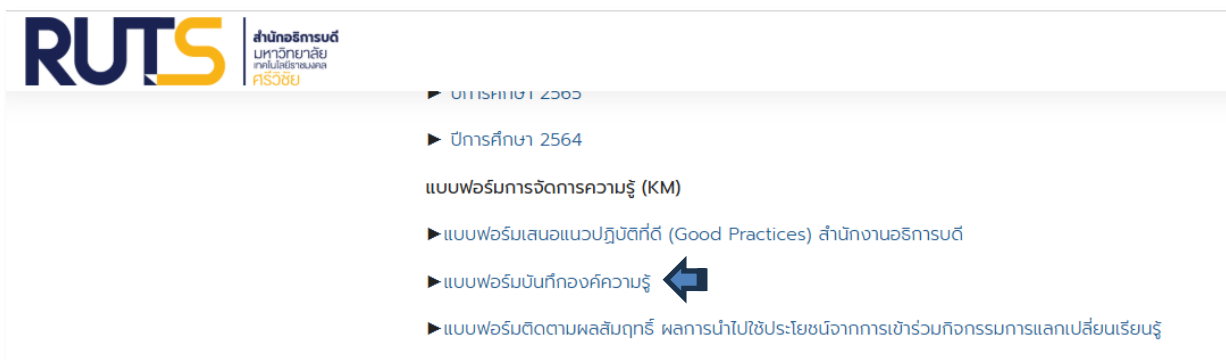 RUTS
สำนักอธิการบดี
มหาวิทยาลัย
เทคโนโลยีราชมงคล
ศรีวิชัย
► ปีการศึกษา 2565
► ปีการศึกษา 2564
แบบฟอร์มการจัดการความรู้ (KM)
►แบบฟอร์มเสนอแนวปฏิบัติที่ดี (Good Practices) สำนักงานอธิการบดี
►แบบฟอร์มบันทึกองค์ความรู้
►แบบฟอร์มติดตามผลสัมฤทธิ์ ผลการนำไปใช้ประโยชน์จากการเข้าร่วมกิจกรรมการแลกเปลี่ยนเรียนรู้